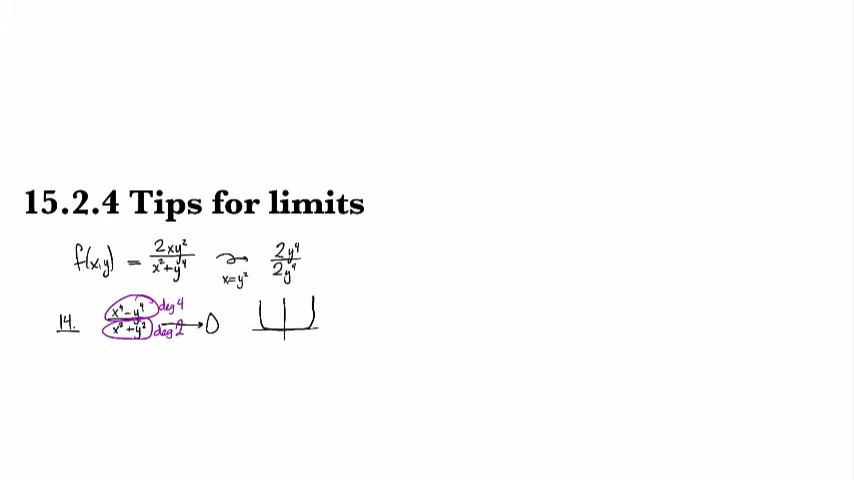 15.2.4 Tips for limits
f(x,y) = 2xy²/(x²+y⁴) ⤳ x=y² 2y⁴/2y⁴
14. (x⁴-y⁴)/(x²+y²) deg 4 deg 2 → 0